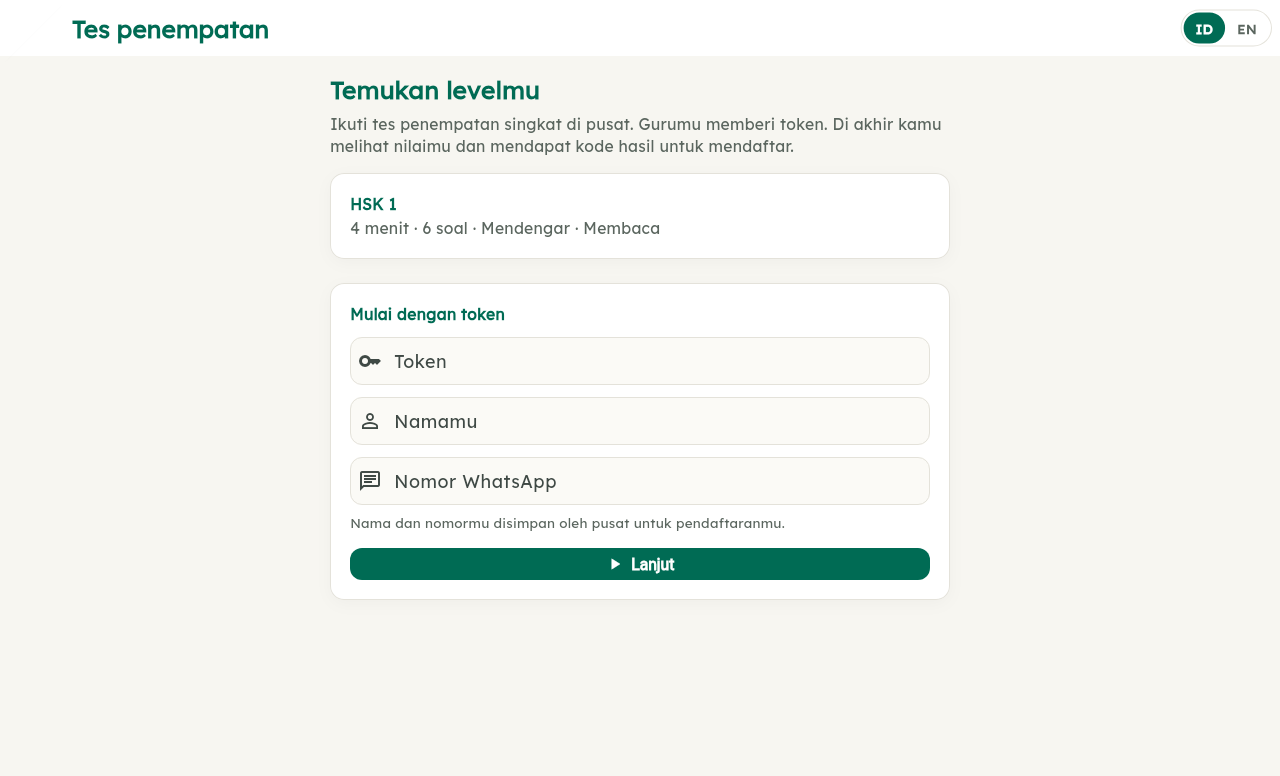 Tes penempatan
ID
EN
Temukan levelmu
Ikuti tes penempatan singkat di pusat. Gurumu memberi token. Di akhir kamu
melihat nilaimu dan mendapat kode hasil untuk mendaftar.
HSK 1
4 menit · 6 soal · Mendengar · Membaca
Mulai dengan token
Token
Namamu
Nomor WhatsApp
Nama dan nomormu disimpan oleh pusat untuk pendaftaranmu.
Lanjut